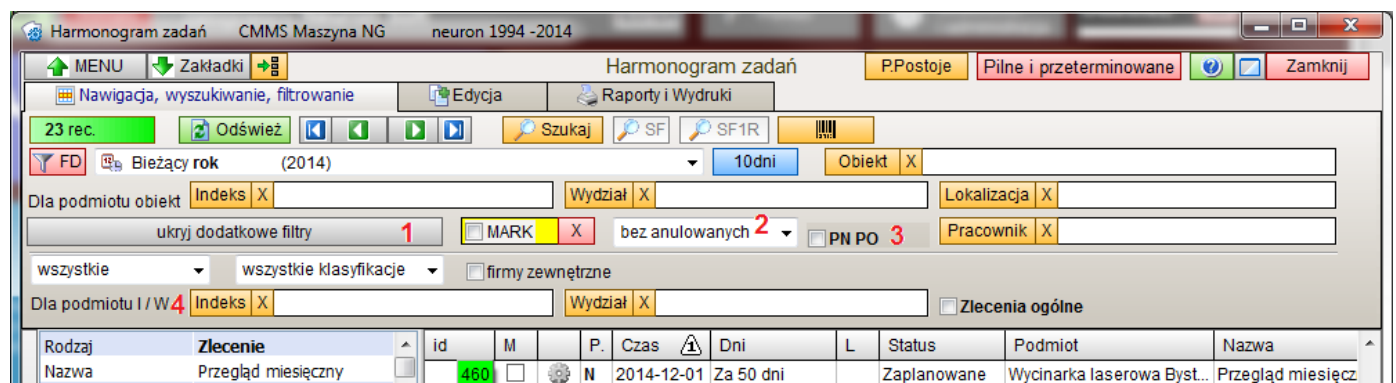 Harmonogram zadań CMMS Maszyna NG neuron 1994 -2014
MENU Zakładki Harmonogram zadań P.Postoje Pilne i przeterminowane Zamknij
Nawigacja, wyszukiwanie, filtrowanie Edycja Raporty i Wydruki
23 rec. Odśwież Szukaj SF SF1R
FD Bieżący rok (2014) 10dni Obiekt X
Dla podmiotu obiekt Indeks X Wydział X Lokalizacja X
ukryj dodatkowe filtry 1 MARK X bez anulowanych 2 PN PO 3 Pracownik X
wszystkie wszystkie klasyfikacje firmy zewnętrzne
Dla podmiotu I / W 4 Indeks X Wydział X Zlecenia ogólne
Rodzaj Zlecenie id M P. Czas 1 Dni L Status Podmiot Nazwa
Nazwa Przegląd miesięczny 460 N 2014-12-01 Za 50 dni Zaplanowane Wycinarka laserowa Byst... Przegląd miesięcz